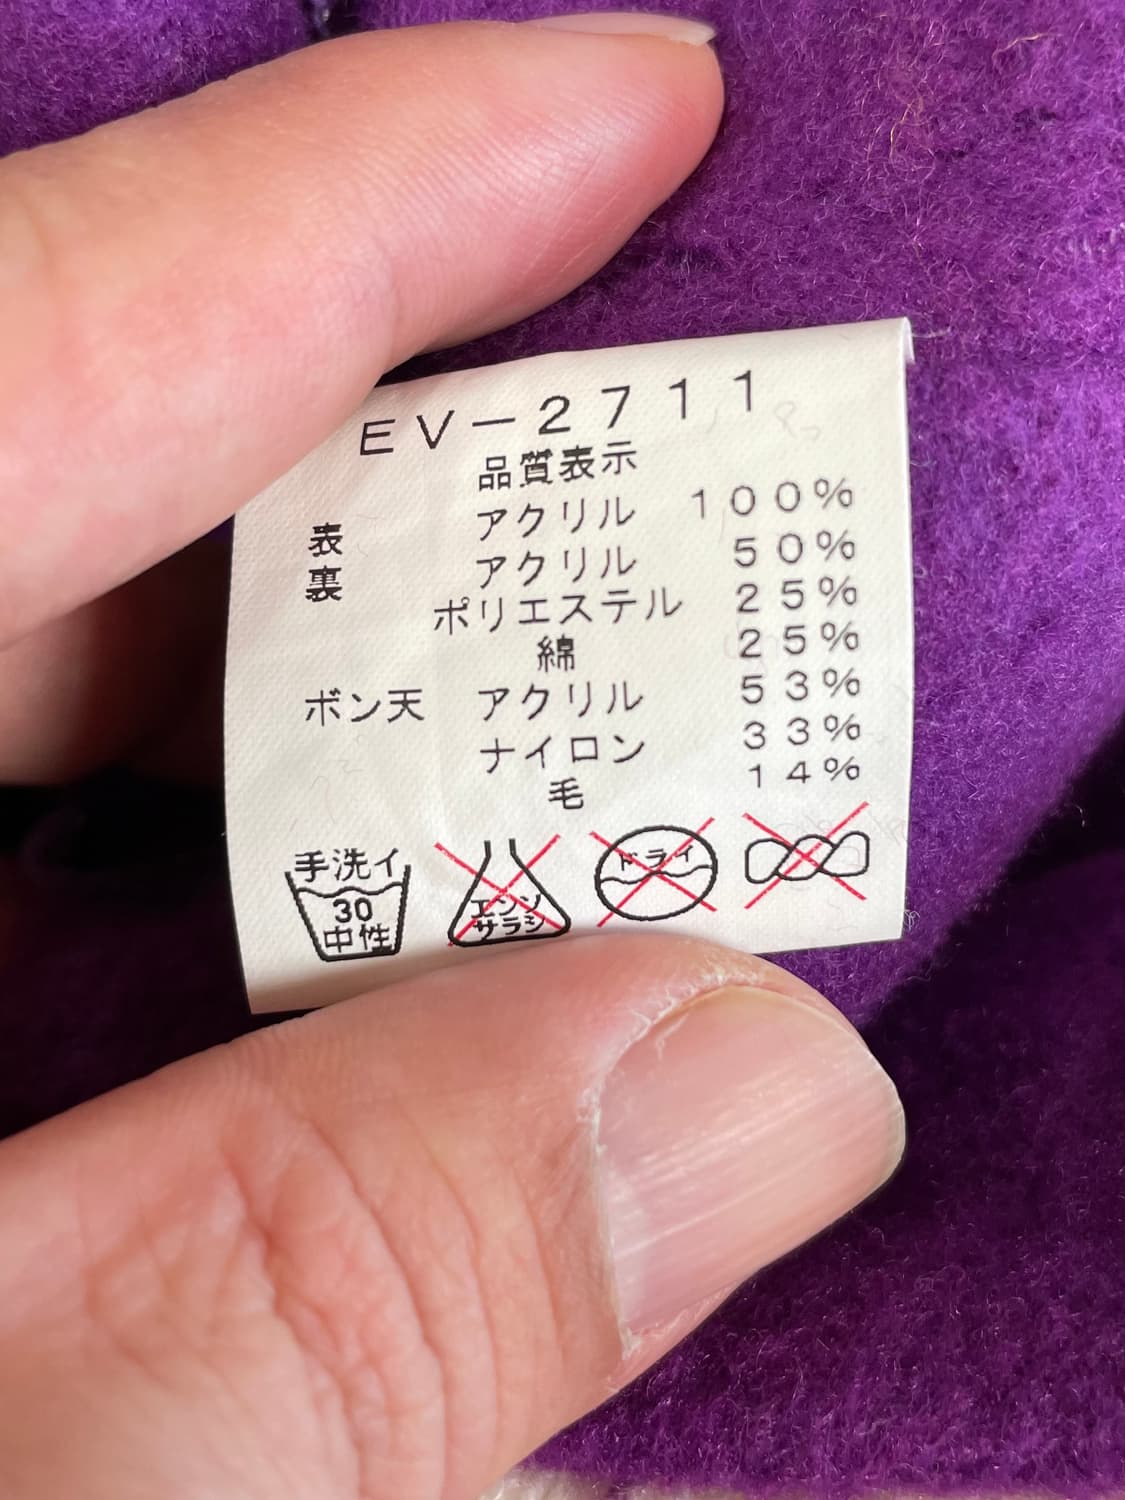 EV-2711
品質表示
表 アクリル 100%
裏 アクリル 50%
ポリエステル 25%
綿 25%
ボン天 アクリル 53%
ナイロン 33%
毛 14%
手洗イ
30
中性
エンソ
サラシ
ドライ